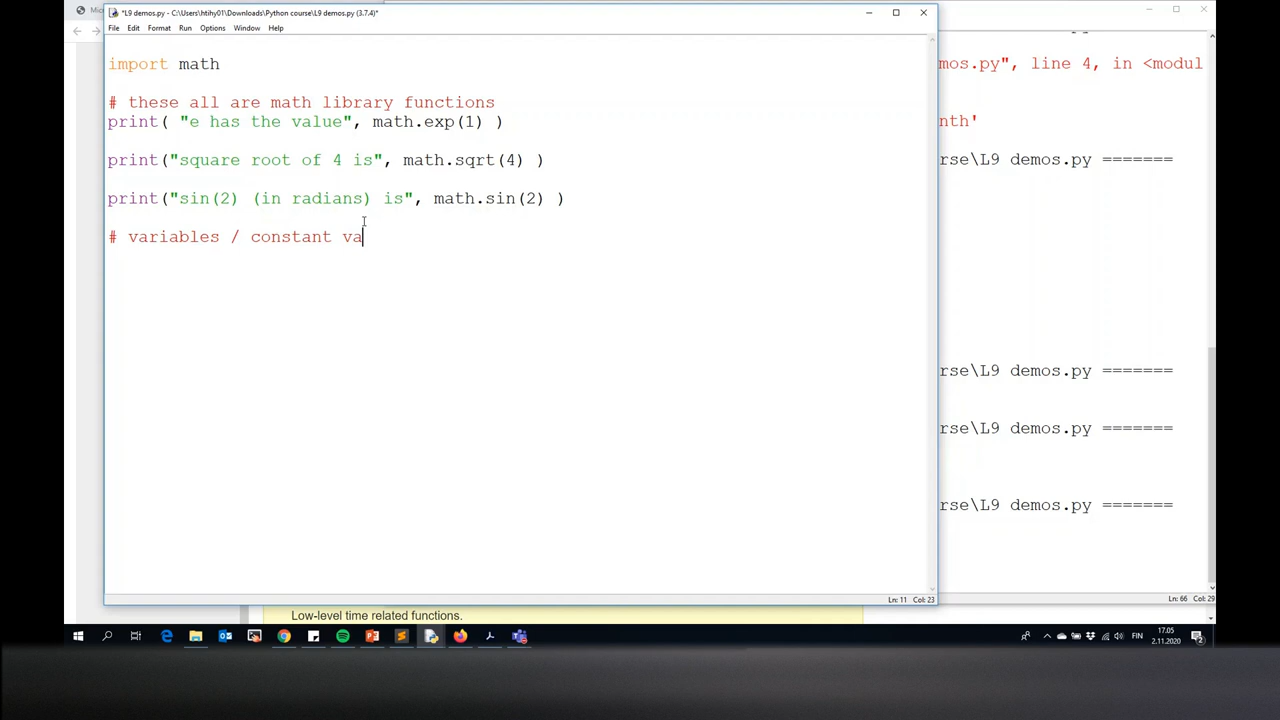 *L9 demos.py - C:\Users\htihy01\Downloads\Python course\L9 demos.py (3.7.4)*
File Edit Format Run Options Window Help
import math
# these all are math library functions
print( "e has the value", math.exp(1) )
print("square root of 4 is", math.sqrt(4) )
print("sin(2) (in radians) is", math.sin(2) )
# variables / constant va
Ln: 11 Col: 23
emos.py", line 4, in <modul
nth'
rse\L9 demos.py =======
rse\L9 demos.py =======
rse\L9 demos.py =======
rse\L9 demos.py =======
Ln: 66 Col: 29
Low-level time related functions.
FIN
17.05
2.11.2020
2